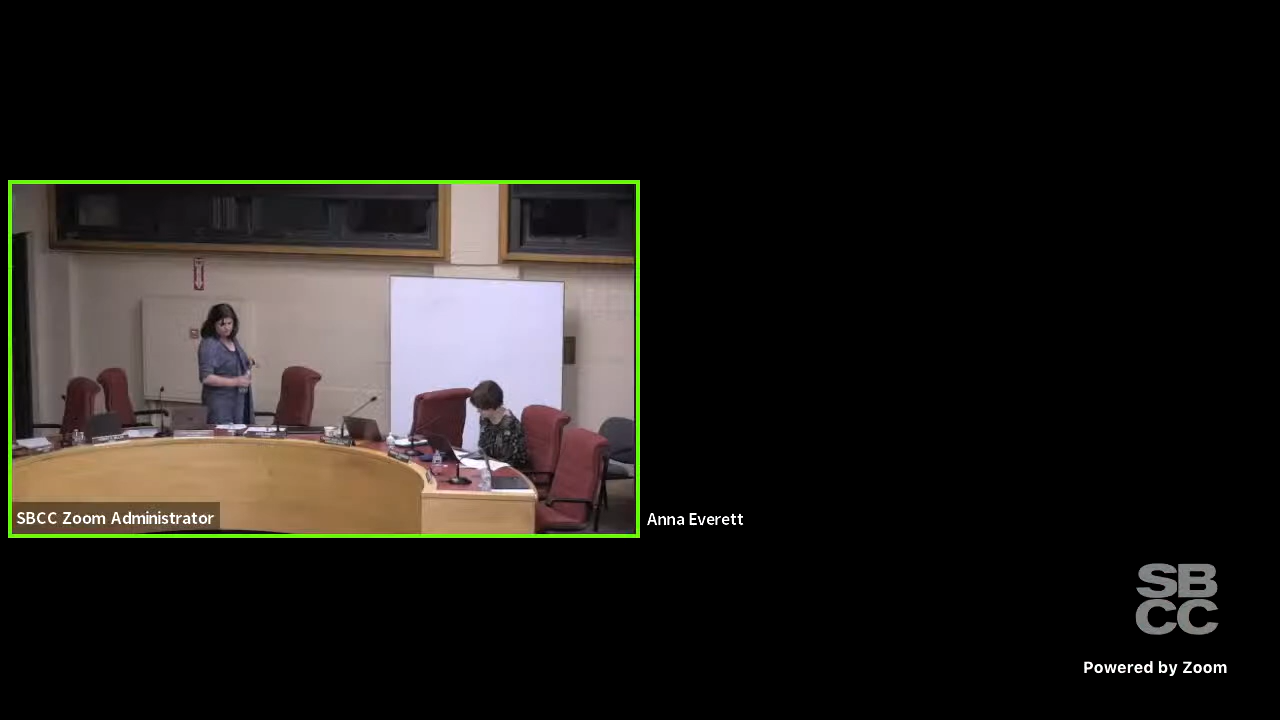 SBCC Zoom Administrator
Anna Everett
SB
CC
Powered by Zoom